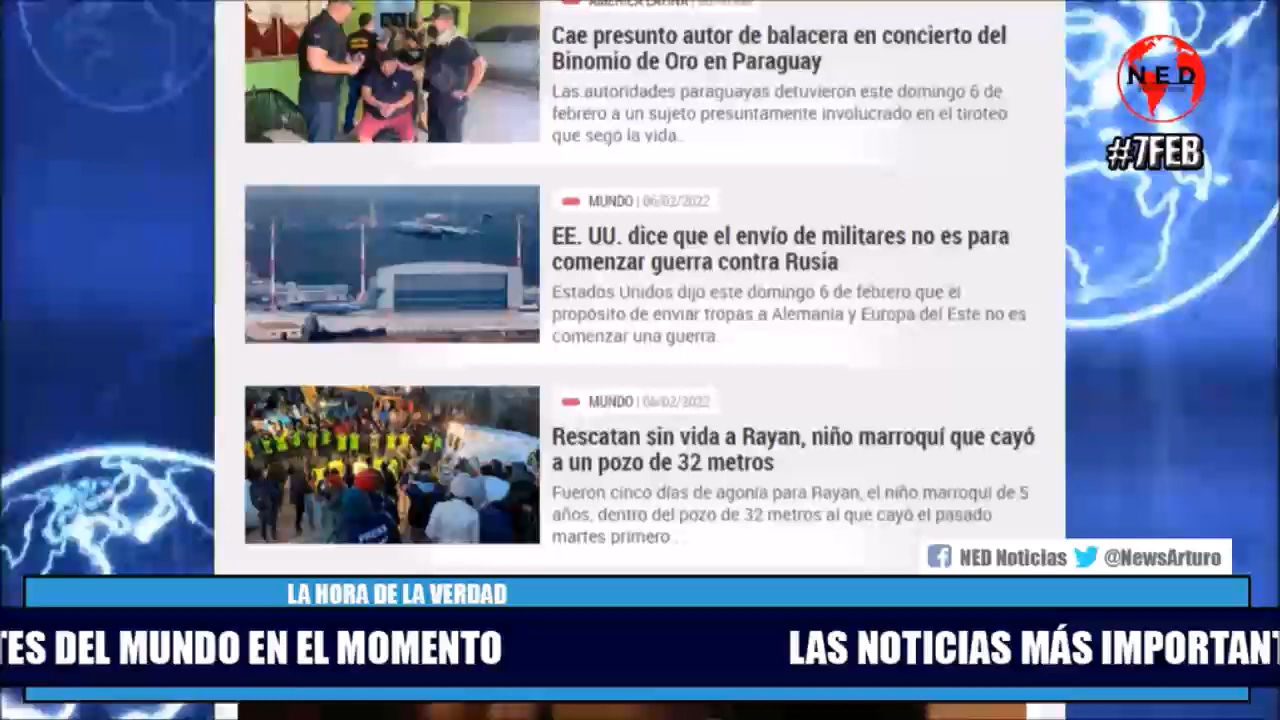 AMÉRICA LATINA
Cae presunto autor de balacera en concierto del
Binomio de Oro en Paraguay
Las autoridades paraguayas detuvieron este domingo 6 de
febrero a un sujeto presuntamente involucrado en el tiroteo
que segó la vida..
NED
#7FEB
MUNDO | 06/02/2022
EE. UU. dice que el envío de militares no es para
comenzar guerra contra Rusia
Estados Unidos dijo este domingo 6 de febrero que el
propósito de enviar tropas a Alemania y Europa del Este no es
comenzar una guerra
MUNDO | 06/02/2022
Rescatan sin vida a Rayan, niño marroquí que cayó
a un pozo de 32 metros
Fueron cinco días de agonía para Rayan, el niño marroquí de 5
años, dentro del pozo de 32 metros al que cayó el pasado
martes primero ...
NED Noticias @NewsArturo
LA HORA DE LA VERDAD
TES DEL MUNDO EN EL MOMENTO LAS NOTICIAS MÁS IMPORTANT